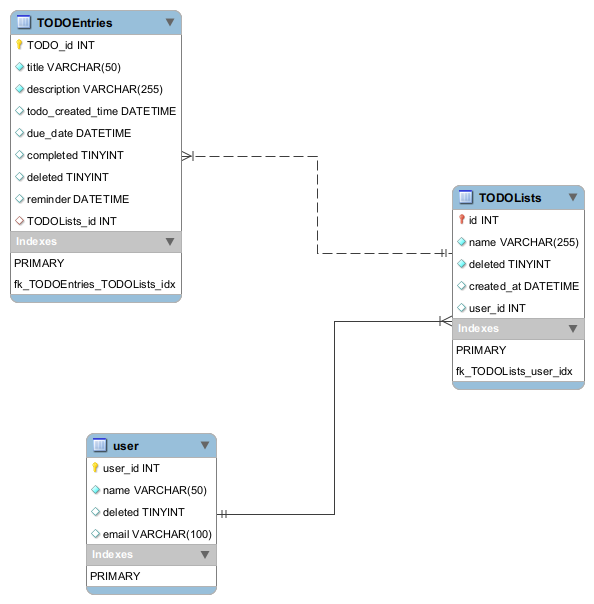 TODOEntries
TODO_id INT
title VARCHAR(50)
description VARCHAR(255)
todo_created_time DATETIME
due_date DATETIME
completed TINYINT
deleted TINYINT
reminder DATETIME
TODOLists_id INT
Indexes
PRIMARY
fk_TODOEntries_TODOLists_idx
TODOLists
id INT
name VARCHAR(255)
deleted TINYINT
created_at DATETIME
user_id INT
Indexes
PRIMARY
fk_TODOLists_user_idx
user
user_id INT
name VARCHAR(50)
deleted TINYINT
email VARCHAR(100)
Indexes
PRIMARY